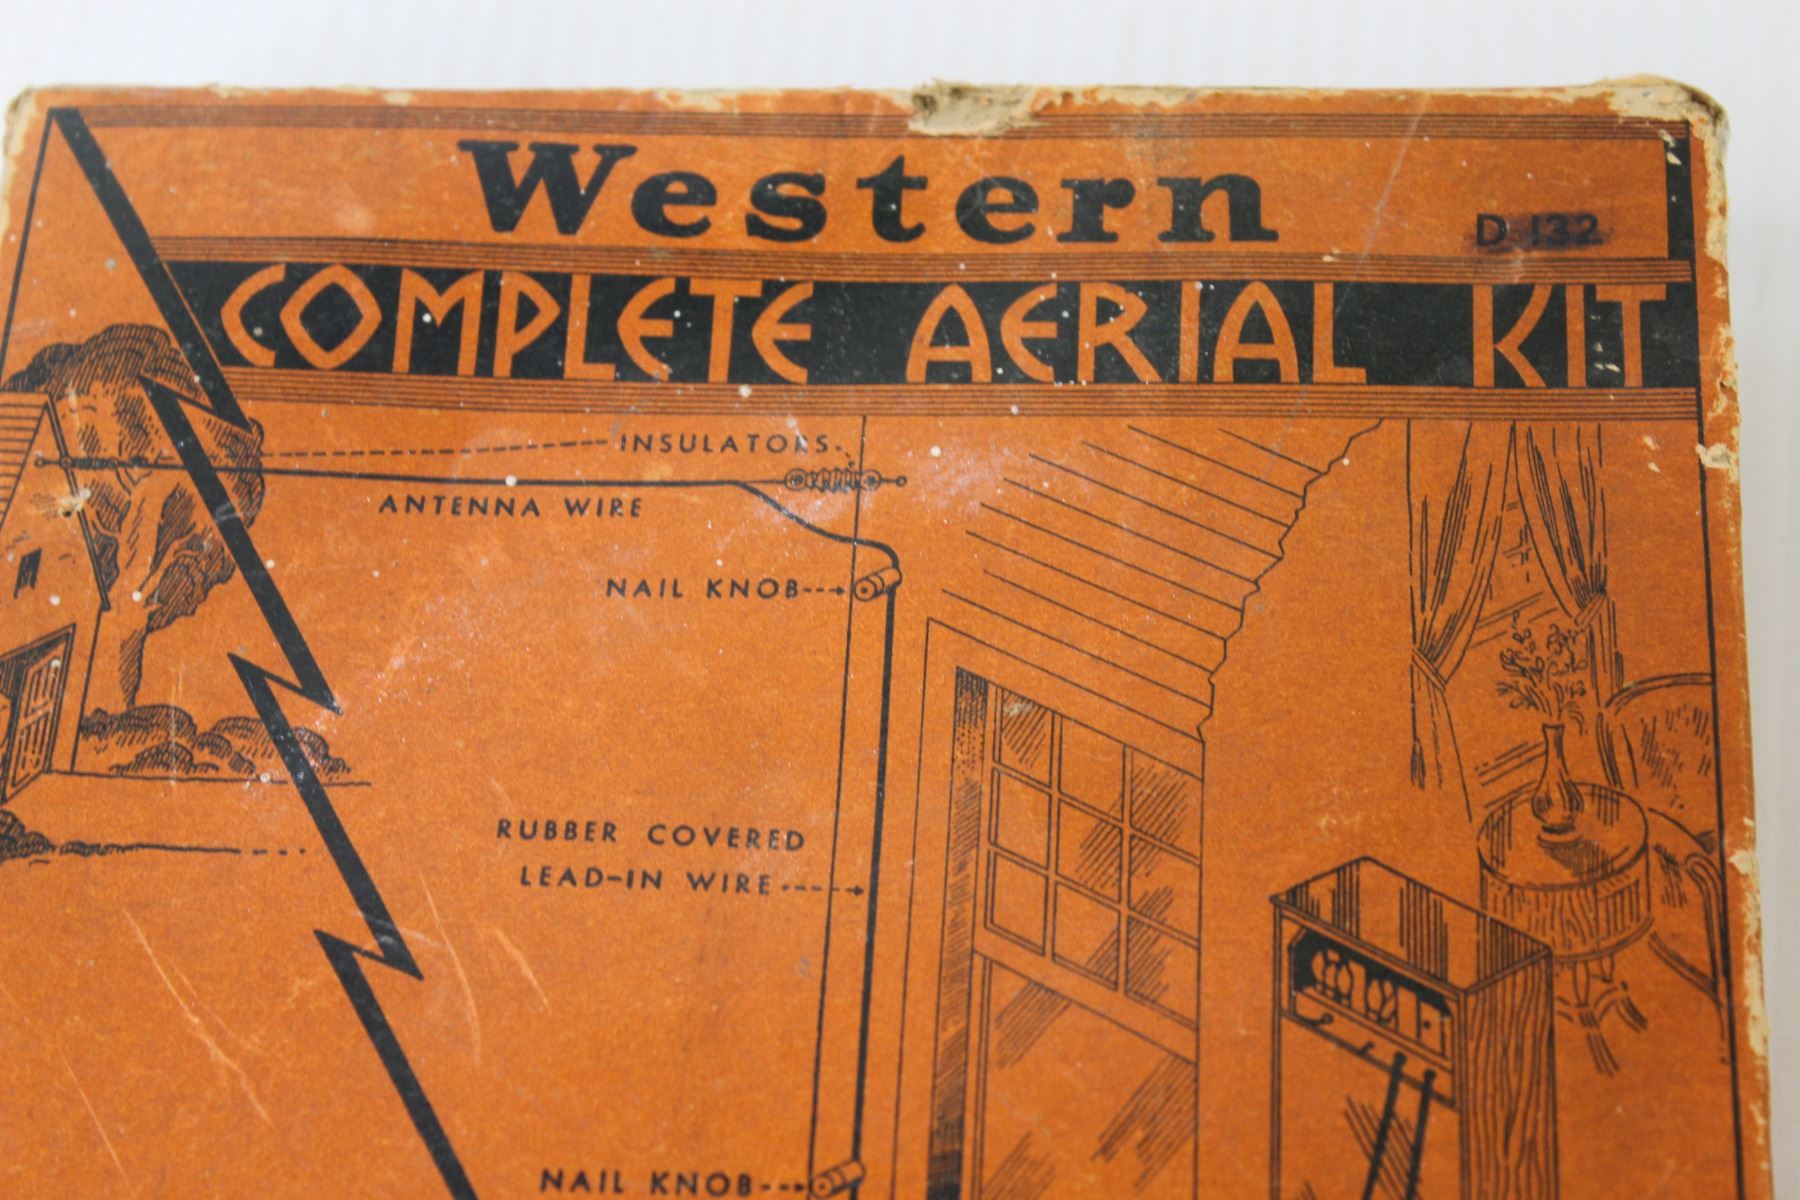 Western
D 132
COMPLETE AERIAL KIT
INSULATORS
ANTENNA WIRE
NAIL KNOB
RUBBER COVERED
LEAD-IN WIRE
NAIL KNOB